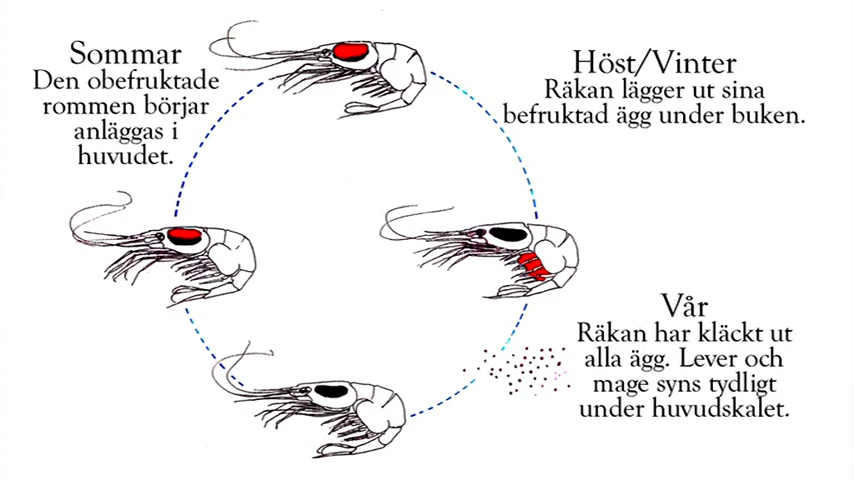 Sommar
Den obefruktade
rommen börjar
anläggas i
huvudet.
Höst/Vinter
Räkan lägger ut sina
befruktad ägg under buken.
Vår
Räkan har kläckt ut
alla ägg. Lever och
mage syns tydligt
under huvudskalet.